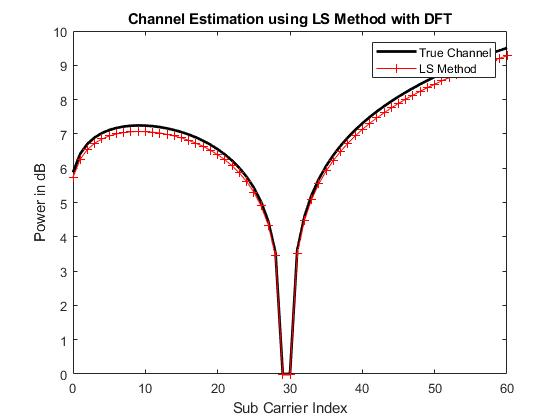 Channel Estimation using LS Method with DFT
True Channel
LS Method
Power in dB
10
9
8
7
6
5
4
3
2
1
0
0 10 20 30 40 50 60
Sub Carrier Index